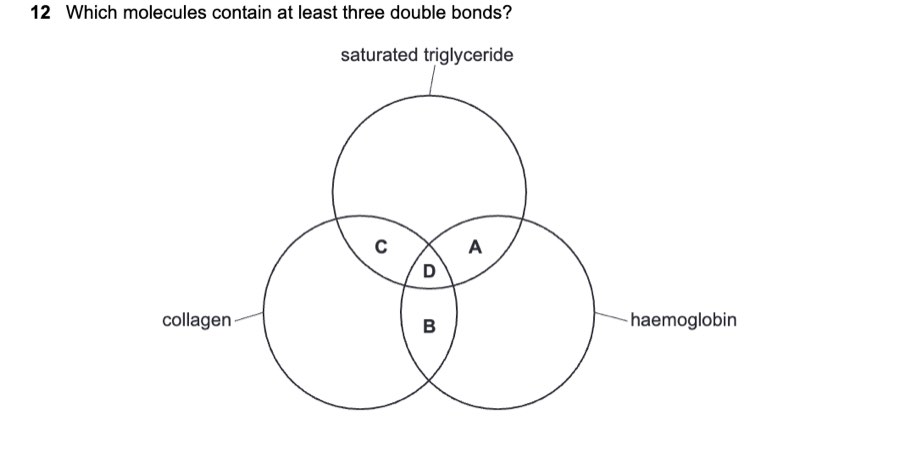 12 Which molecules contain at least three double bonds?
saturated triglyceride
C
A
D
collagen
B
haemoglobin